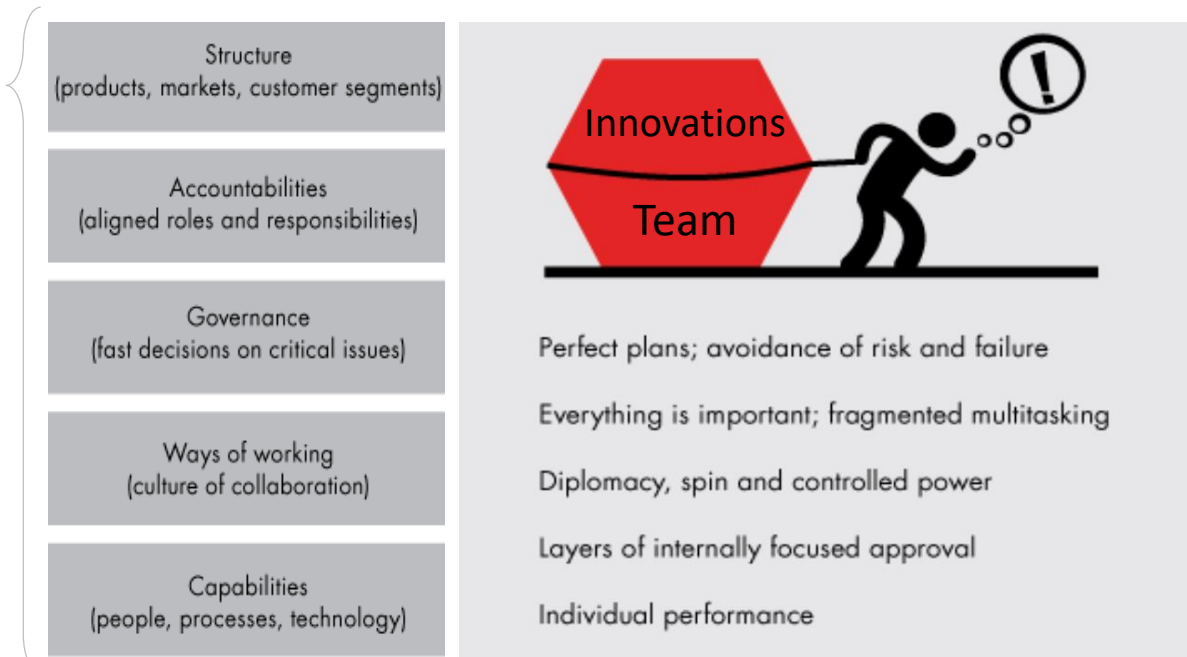 Structure
(products, markets, customer segments)
Accountabilities
(aligned roles and responsibilities)
Governance
(fast decisions on critical issues)
Ways of working
(culture of collaboration)
Capabilities
(people, processes, technology)
!
Innovations
Team
Perfect plans; avoidance of risk and failure
Everything is important; fragmented multitasking
Diplomacy, spin and controlled power
Layers of internally focused approval
Individual performance